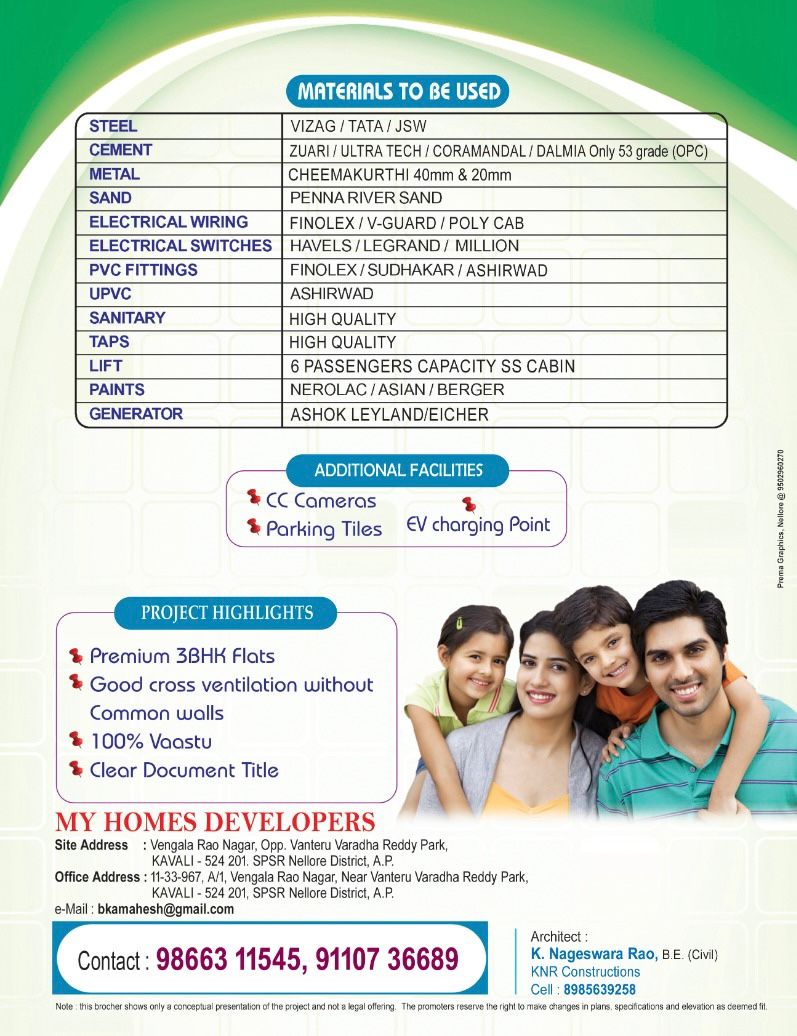 MATERIALS TO BE USED
STEEL VIZAG / TATA / JSW
CEMENT ZUARI / ULTRA TECH / CORAMANDAL / DALMIA Only 53 grade (OPC)
METAL CHEEMAKURTHI 40mm & 20mm
SAND PENNA RIVER SAND
ELECTRICAL WIRING FINOLEX / V-GUARD / POLY CAB
ELECTRICAL SWITCHES HAVELS / LEGRAND / MILLION
PVC FITTINGS FINOLEX / SUDHAKAR / ASHIRWAD
UPVC ASHIRWAD
SANITARY HIGH QUALITY
TAPS HIGH QUALITY
LIFT 6 PASSENGERS CAPACITY SS CABIN
PAINTS NEROLAC / ASIAN / BERGER
GENERATOR ASHOK LEYLAND/EICHER
ADDITIONAL FACILITIES
CC Cameras
Parking Tiles
EV charging Point
Prema Graphics, Nellore @ 9502960270
PROJECT HIGHLIGHTS
Premium 3BHK Flats
Good cross ventilation without
Common walls
100% Vaastu
Clear Document Title
MY HOMES DEVELOPERS
Site Address : Vengala Rao Nagar, Opp. Vanteru Varadha Reddy Park,
KAVALI - 524 201. SPSR Nellore District, A.P.
Office Address : 11-33-967, A/1, Vengala Rao Nagar, Near Vanteru Varadha Reddy Park,
KAVALI - 524 201, SPSR Nellore District, A.P.
e-Mail : bkamahesh@gmail.com
Contact : 98663 11545, 91107 36689
Architect :
K. Nageswara Rao, B.E. (Civil)
KNR Constructions
Cell : 8985639258
Note : this brocher shows only a conceptual presentation of the project and not a legal offering. The promoters reserve the right to make changes in plans, specifications and elevation as deemed fit.